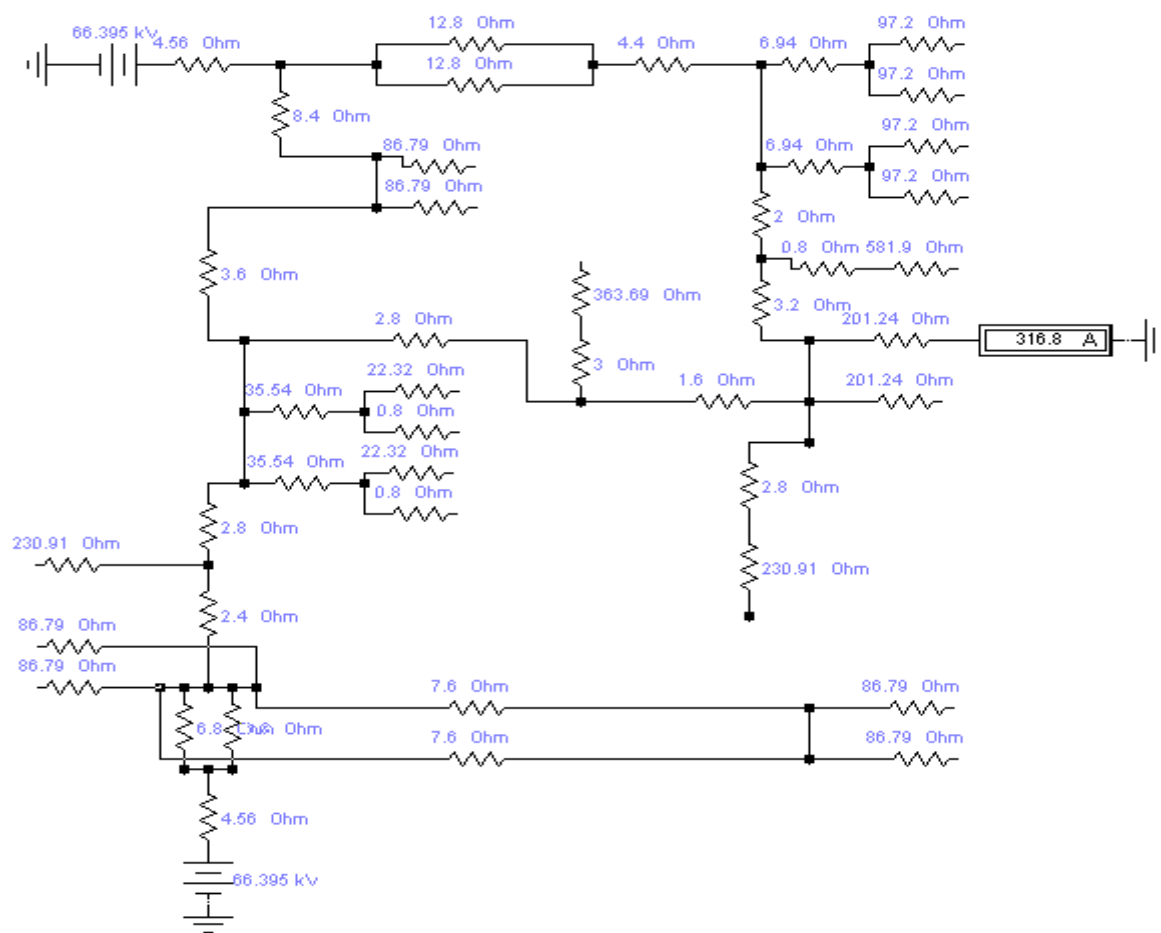 12.8 Ohm
66.395 kV
4.56 Ohm
4.4 Ohm
6.94 Ohm
97.2 Ohm
12.8 Ohm
97.2 Ohm
8.4 Ohm
97.2 Ohm
86.79 Ohm
6.94 Ohm
97.2 Ohm
86.79 Ohm
2 Ohm
0.8 Ohm
581.9 Ohm
3.6 Ohm
363.69 Ohm
3.2 Ohm
2.8 Ohm
201.24 Ohm
316.8 A
3 Ohm
22.32 Ohm
1.6 Ohm
201.24 Ohm
35.54 Ohm
0.8 Ohm
22.32 Ohm
35.54 Ohm
0.8 Ohm
2.8 Ohm
2.8 Ohm
230.91 Ohm
230.91 Ohm
2.4 Ohm
86.79 Ohm
86.79 Ohm
7.6 Ohm
86.79 Ohm
6.8
Ohm
7.6 Ohm
86.79 Ohm
4.56 Ohm
66.395 kV